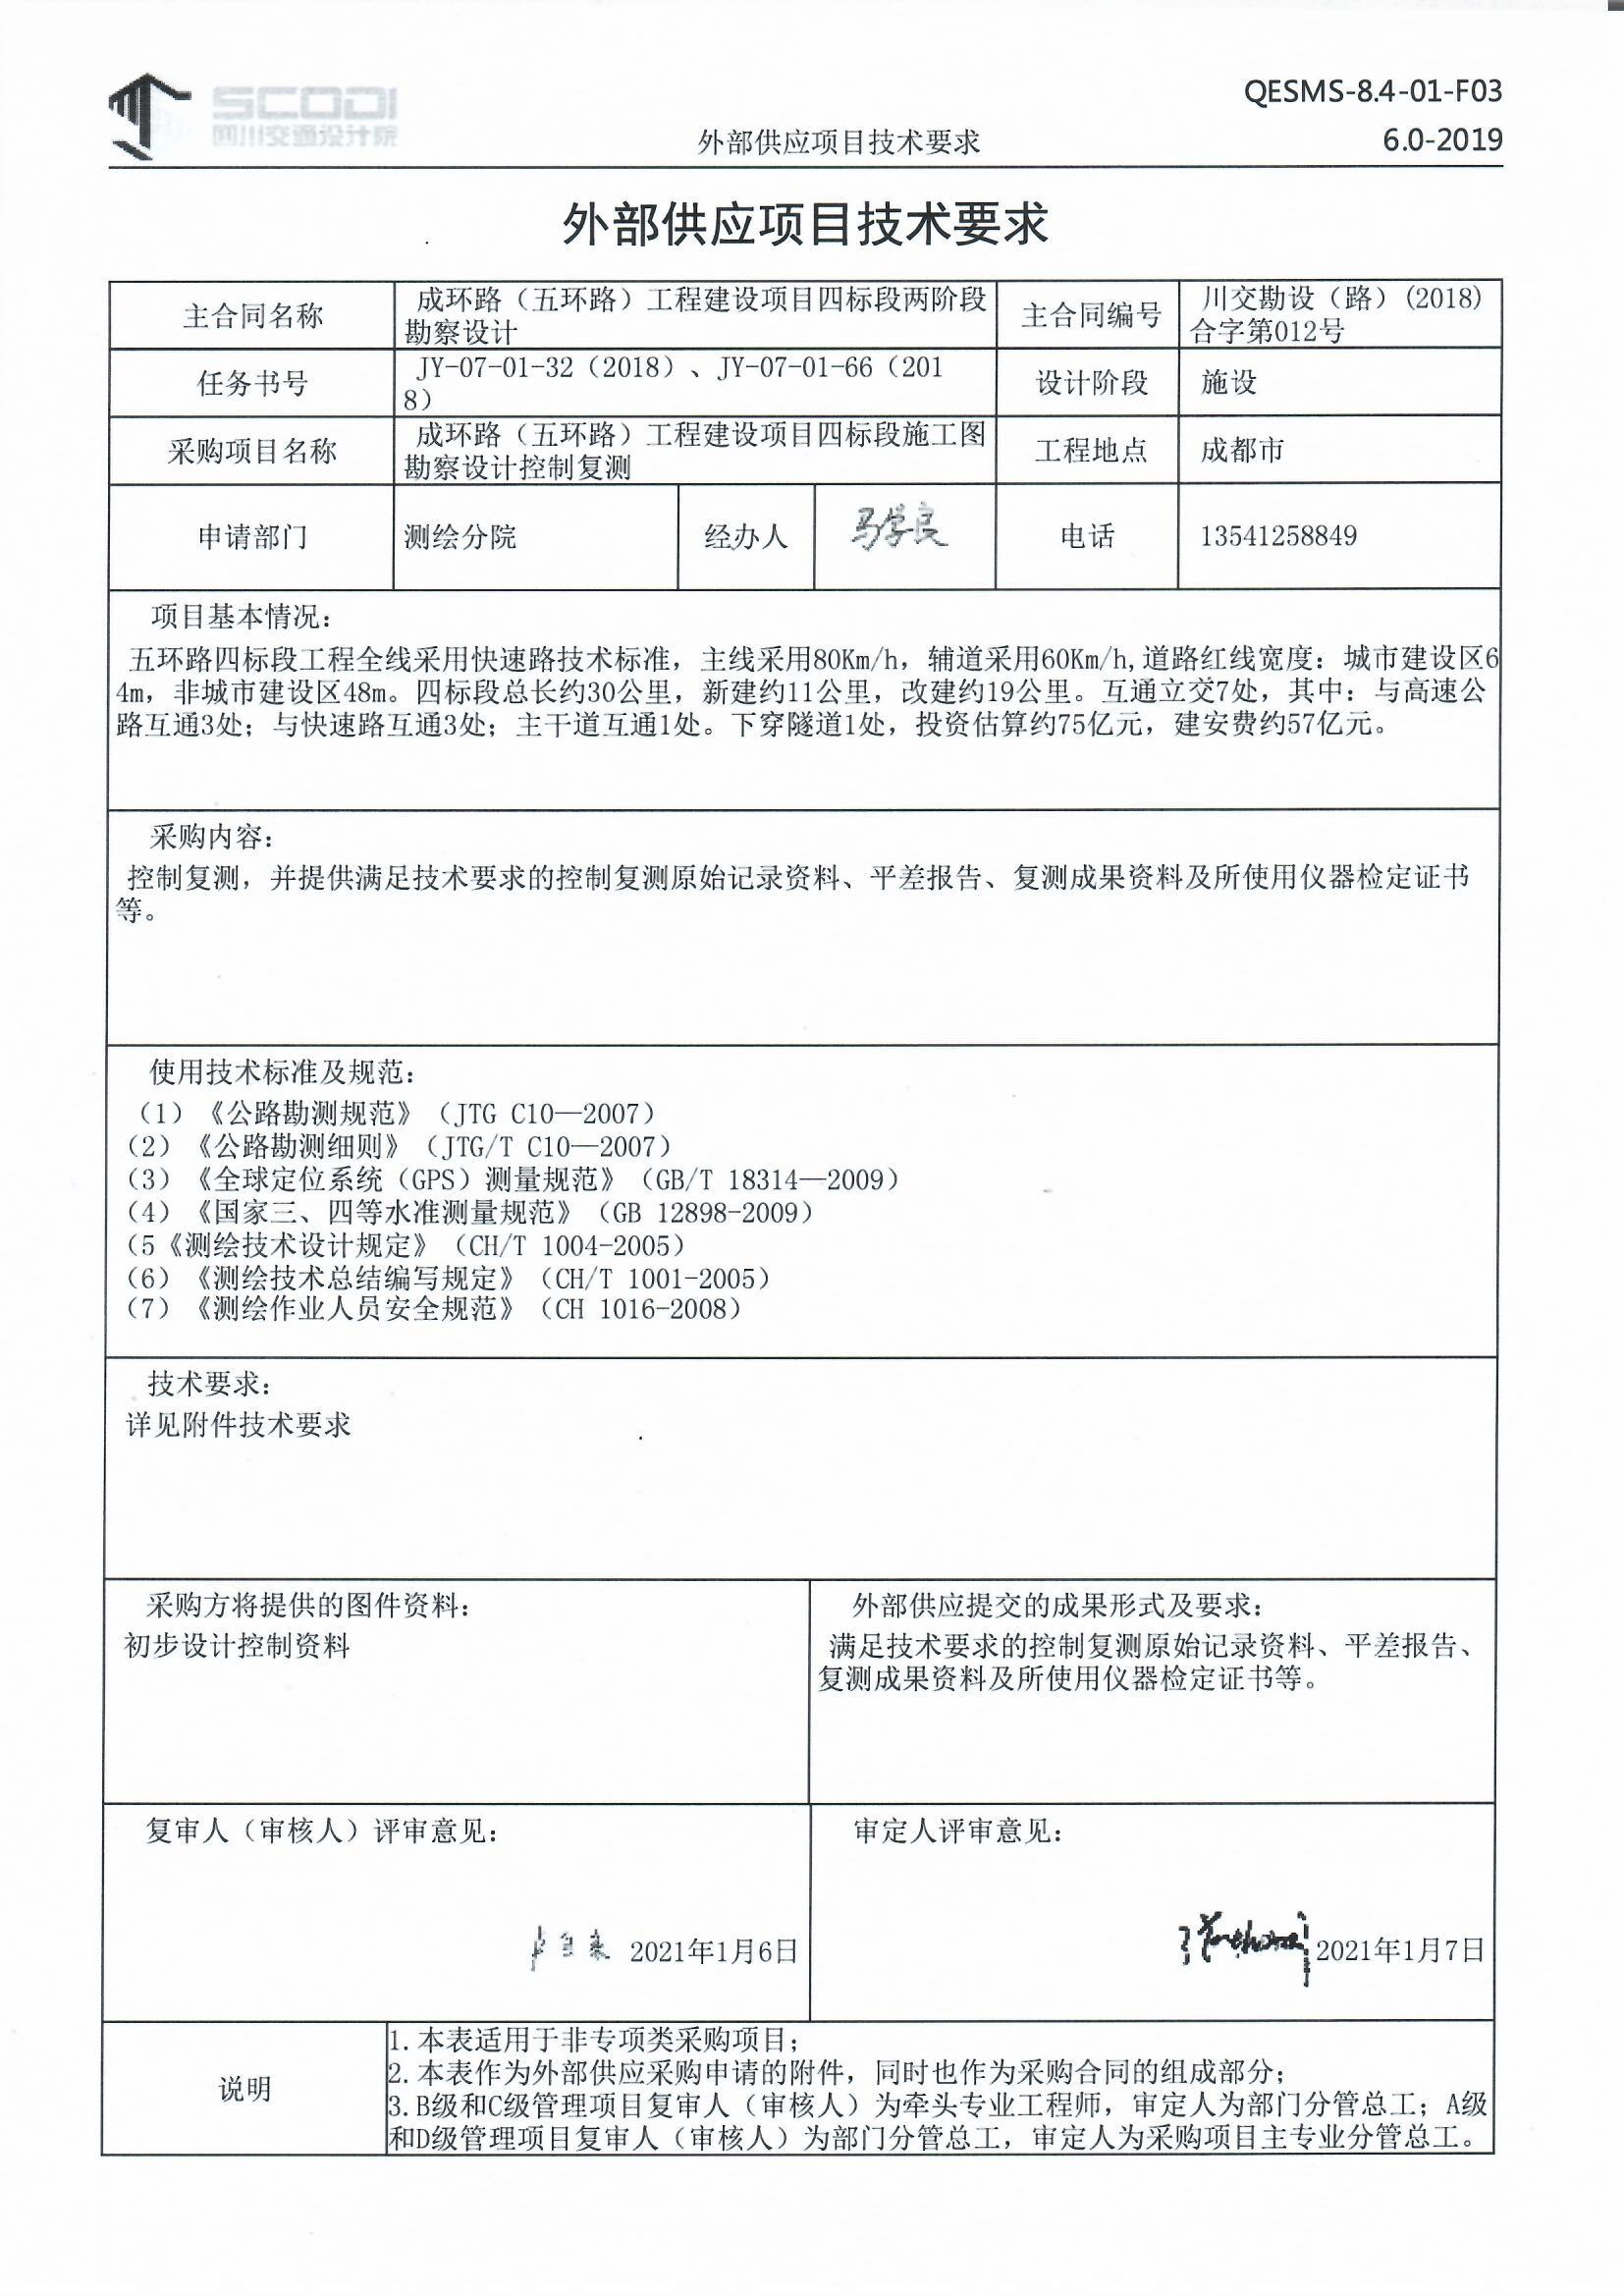 SCODI
四川交通设计院
QESMS-8.4-01-F03
外部供应项目技术要求
6.0-2019
外部供应项目技术要求
主合同名称
成环路（五环路）工程建设项目四标段两阶段
勘察设计
主合同编号
川交勘设（路）(2018)
合字第012号
任务书号
JY-07-01-32（2018）、JY-07-01-66（201
8）
设计阶段
施设
采购项目名称
成环路（五环路）工程建设项目四标段施工图
勘察设计控制复测
工程地点
成都市
申请部门
测绘分院
经办人
马学良
电话
13541258849
项目基本情况：
五环路四标段工程全线采用快速路技术标准，主线采用80Km/h，辅道采用60Km/h,道路红线宽度：城市建设区6
4m，非城市建设区48m。四标段总长约30公里，新建约11公里，改建约19公里。互通立交7处，其中：与高速公
路互通3处；与快速路互通3处；主干道互通1处。下穿隧道1处，投资估算约75亿元，建安费约57亿元。
采购内容：
控制复测，并提供满足技术要求的控制复测原始记录资料、平差报告、复测成果资料及所使用仪器检定证书
等。
使用技术标准及规范：
（1）《公路勘测规范》（JTG C10—2007）
（2）《公路勘测细则》（JTG/T C10—2007）
（3）《全球定位系统（GPS）测量规范》（GB/T 18314—2009）
（4）《国家三、四等水准测量规范》（GB 12898-2009）
（5《测绘技术设计规定》（CH/T 1004-2005）
（6）《测绘技术总结编写规定》（CH/T 1001-2005）
（7）《测绘作业人员安全规范》（CH 1016-2008）
技术要求：
详见附件技术要求
采购方将提供的图件资料：
初步设计控制资料
外部供应提交的成果形式及要求：
满足技术要求的控制复测原始记录资料、平差报告、
复测成果资料及所使用仪器检定证书等。
复审人（审核人）评审意见：
2021年1月6日
审定人评审意见：
2021年1月7日
说明
1.本表适用于非专项类采购项目；
2.本表作为外部供应采购申请的附件，同时也作为采购合同的组成部分；
3.B级和C级管理项目复审人（审核人）为牵头专业工程师，审定人为部门分管总工；A级
和D级管理项目复审人（审核人）为部门分管总工，审定人为采购项目主专业分管总工。